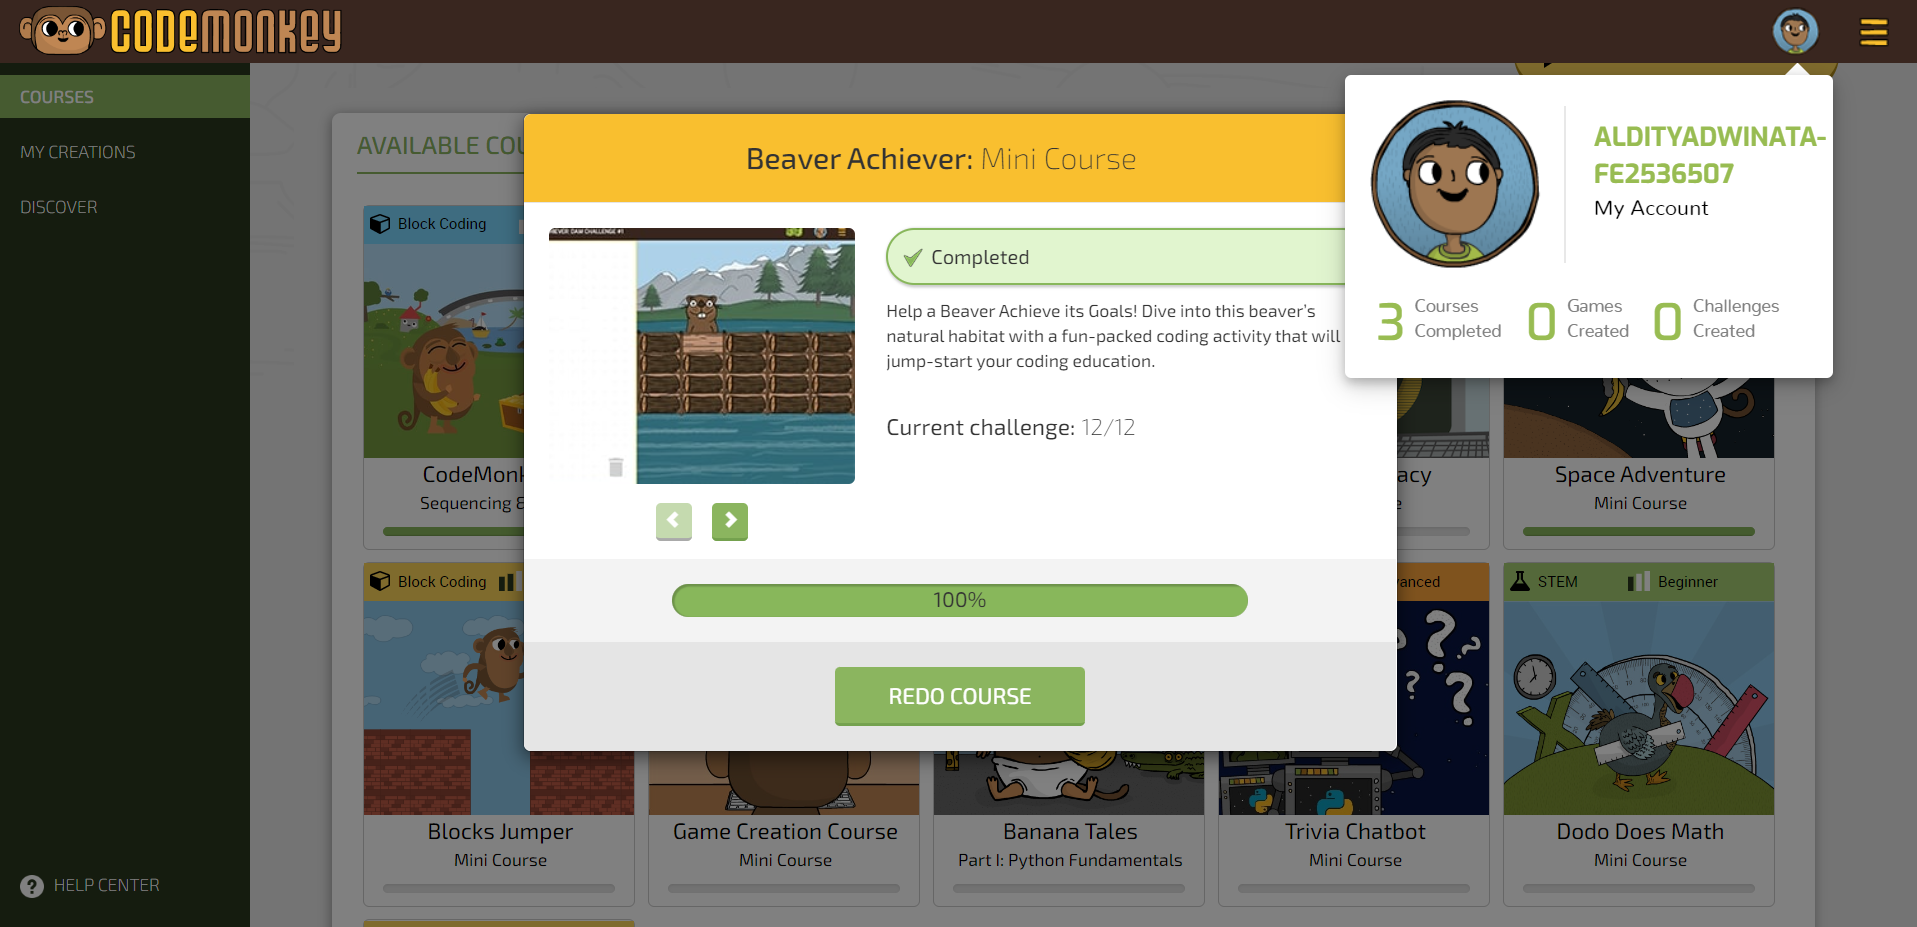 CODEMONKEY
COURSES
MY CREATIONS
DISCOVER
HELP CENTER
AVAILABLE COU
Block Coding
CodeMonk
Sequencing &
acy
Space Adventure
Mini Course
Block Coding
anced
STEM
Beginner
Blocks Jumper
Mini Course
Game Creation Course
Mini Course
Banana Tales
Part I: Python Fundamentals
Trivia Chatbot
Mini Course
Dodo Does Math
Mini Course
Beaver Achiever: Mini Course
Completed
Help a Beaver Achieve its Goals! Dive into this beaver's
natural habitat with a fun-packed coding activity that will
jump-start your coding education.
Current challenge: 12/12
100%
REDO COURSE
ALDITYADWINATA-
FE2536507
My Account
3 Courses Completed
0 Games Created
0 Challenges Created